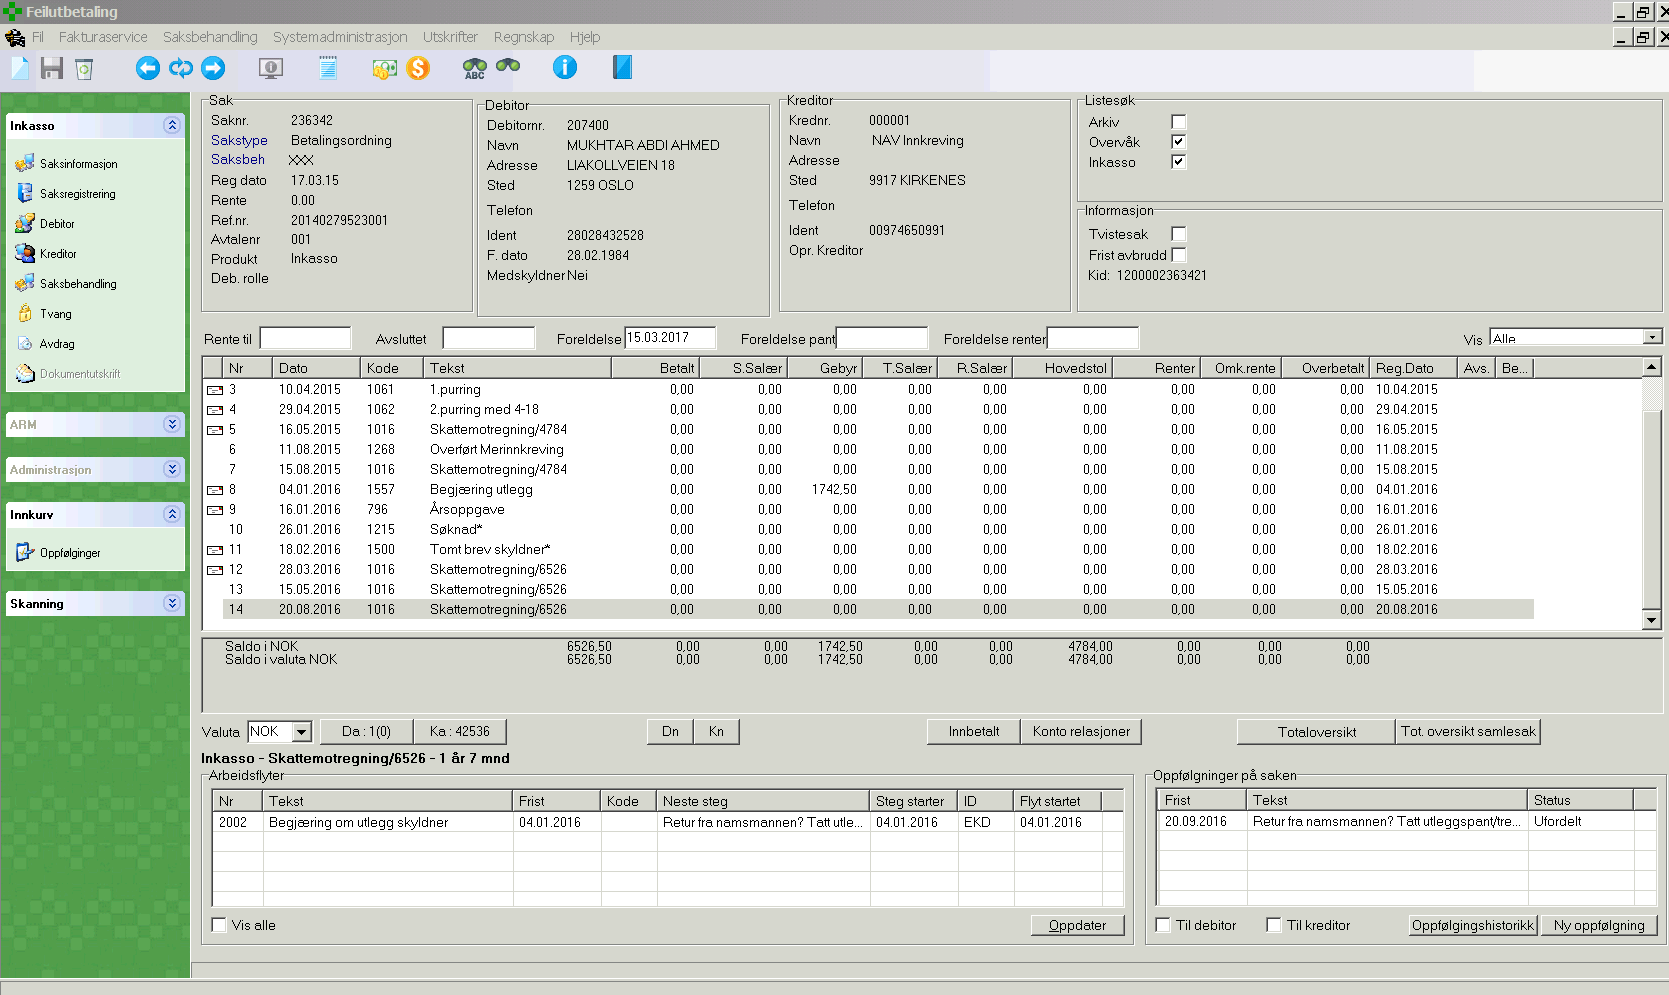 Feilutbetaling
Fil Fakturaservice Saksbehandling Systemadministrasjon Utskrifter Regnskap Hjelp
ABC
Inkasso
Saksinformasjon
Saksregistrering
Debitor
Kreditor
Saksbehandling
Tvang
Avdrag
Dokumentutskrift
ARM
Administrasjon
Innkurv
Oppfølginger
Skanning
Sak
Saksnr. 236342
Sakstype Betalingsordning
Saksbeh XXX
Reg dato 17.03.15
Rente 0.00
Ref.nr. 20140279523001
Avtalenr 001
Produkt Inkasso
Deb. rolle
Debitor
Debitornr. 207400
Navn MUKHTAR ABDI AHMED
Adresse LIAKOLLVEIEN 18
Sted 1259 OSLO
Telefon
Ident 28028432528
F. dato 28.02.1984
Medskyldner Nei
Kreditor
Krednr. 000001
Navn NAV Innkreving
Adresse
Sted 9917 KIRKENES
Telefon
Ident 00974650991
Opr. Kreditor
Listesøk
Arkiv
Overvåk
Inkasso
Informasjon
Tvistesak
Frist avbrudd
Kid: 1200002363421
Rente til Avsluttet Foreldelse 15.03.2017 Foreldelse pant Foreldelse renter Vis Alle
Nr Dato Kode Tekst Betalt S.Salær Gebyr T.Salær R.Salær Hovedstol Renter Omk.rente Overbetalt Reg.Dato Avs. Be...
3 10.04.2015 1061 1.purring 0,00 0,00 0,00 0,00 0,00 0,00 0,00 0,00 0,00 10.04.2015
4 29.04.2015 1062 2.purring med 4-18 0,00 0,00 0,00 0,00 0,00 0,00 0,00 0,00 0,00 29.04.2015
5 16.05.2015 1016 Skattemotregning/4784 0,00 0,00 0,00 0,00 0,00 0,00 0,00 0,00 0,00 16.05.2015
6 11.08.2015 1268 Overført Merinnkreving 0,00 0,00 0,00 0,00 0,00 0,00 0,00 0,00 0,00 11.08.2015
7 15.08.2015 1016 Skattemotregning/4784 0,00 0,00 0,00 0,00 0,00 0,00 0,00 0,00 0,00 15.08.2015
8 04.01.2016 1557 Begjæring utlegg 0,00 0,00 1742,50 0,00 0,00 0,00 0,00 0,00 0,00 04.01.2016
9 16.01.2016 796 Årsoppgave 0,00 0,00 0,00 0,00 0,00 0,00 0,00 0,00 0,00 16.01.2016
10 26.01.2016 1215 Søknad* 0,00 0,00 0,00 0,00 0,00 0,00 0,00 0,00 0,00 26.01.2016
11 18.02.2016 1500 Tomt brev skyldner* 0,00 0,00 0,00 0,00 0,00 0,00 0,00 0,00 0,00 18.02.2016
12 28.03.2016 1016 Skattemotregning/6526 0,00 0,00 0,00 0,00 0,00 0,00 0,00 0,00 0,00 28.03.2016
13 15.05.2016 1016 Skattemotregning/6526 0,00 0,00 0,00 0,00 0,00 0,00 0,00 0,00 0,00 15.05.2016
14 20.08.2016 1016 Skattemotregning/6526 0,00 0,00 0,00 0,00 0,00 0,00 0,00 0,00 0,00 20.08.2016
Saldo i NOK 6526,50 0,00 0,00 1742,50 0,00 0,00 4784,00 0,00 0,00 0,00
Saldo i valuta NOK 6526,50 0,00 0,00 1742,50 0,00 0,00 4784,00 0,00 0,00 0,00
Valuta NOK Da : 1(0) Ka : 42536 Dn Kn Innbetalt Konto relasjoner Totaloversikt Tot. oversikt samlesak
Inkasso - Skattemotregning/6526 - 1 år 7 mnd
Arbeidsflyter
Nr Tekst Frist Kode Neste steg Steg starter ID Flyt startet
2002 Begjæring om utlegg skyldner 04.01.2016 Retur fra namsmannen? Tatt utle... 04.01.2016 EKD 04.01.2016
Vis alle Oppdater
Oppfølgninger på saken
Frist Tekst Status
20.09.2016 Retur fra namsmannen? Tatt utleggspant/tre... Ufordelt
Til debitor Til kreditor Oppfølgingshistorikk Ny oppfølgning